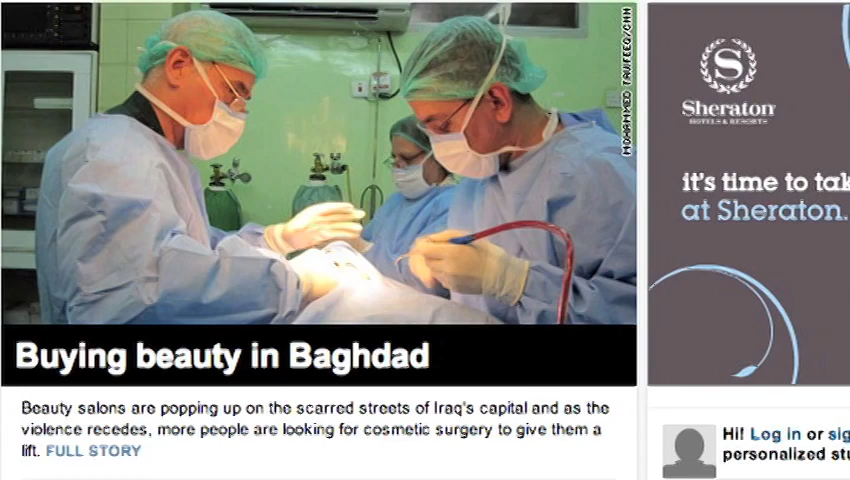 MOHAMMED TAWFEEQ/CNN
Buying beauty in Baghdad
Beauty salons are popping up on the scarred streets of Iraq's capital and as the
violence recedes, more people are looking for cosmetic surgery to give them a
lift. FULL STORY
S
Sheraton
HOTELS & RESORTS
it's time to tak
at Sheraton.
Hi! Log in or sig
personalized stu